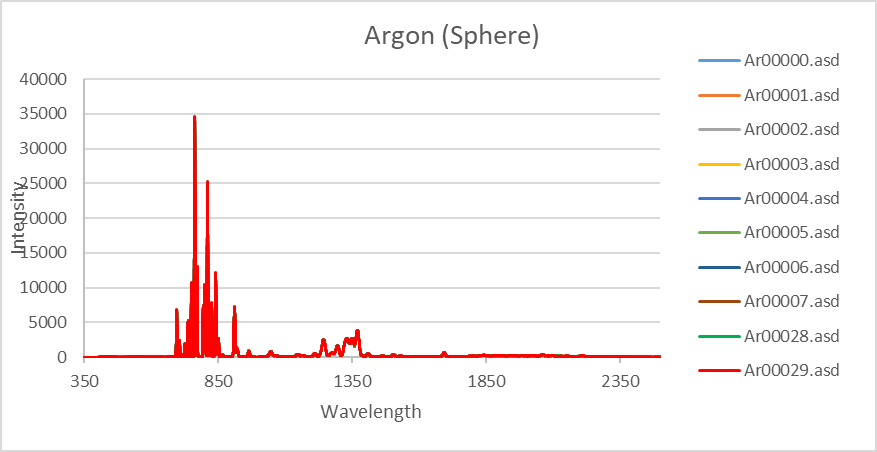 Argon (Sphere)
40000
35000
30000
25000
20000
15000
10000
5000
0
Intensity
350
850
1350
1850
2350
Wavelength
Ar00000.asd
Ar00001.asd
Ar00002.asd
Ar00003.asd
Ar00004.asd
Ar00005.asd
Ar00006.asd
Ar00007.asd
Ar00028.asd
Ar00029.asd